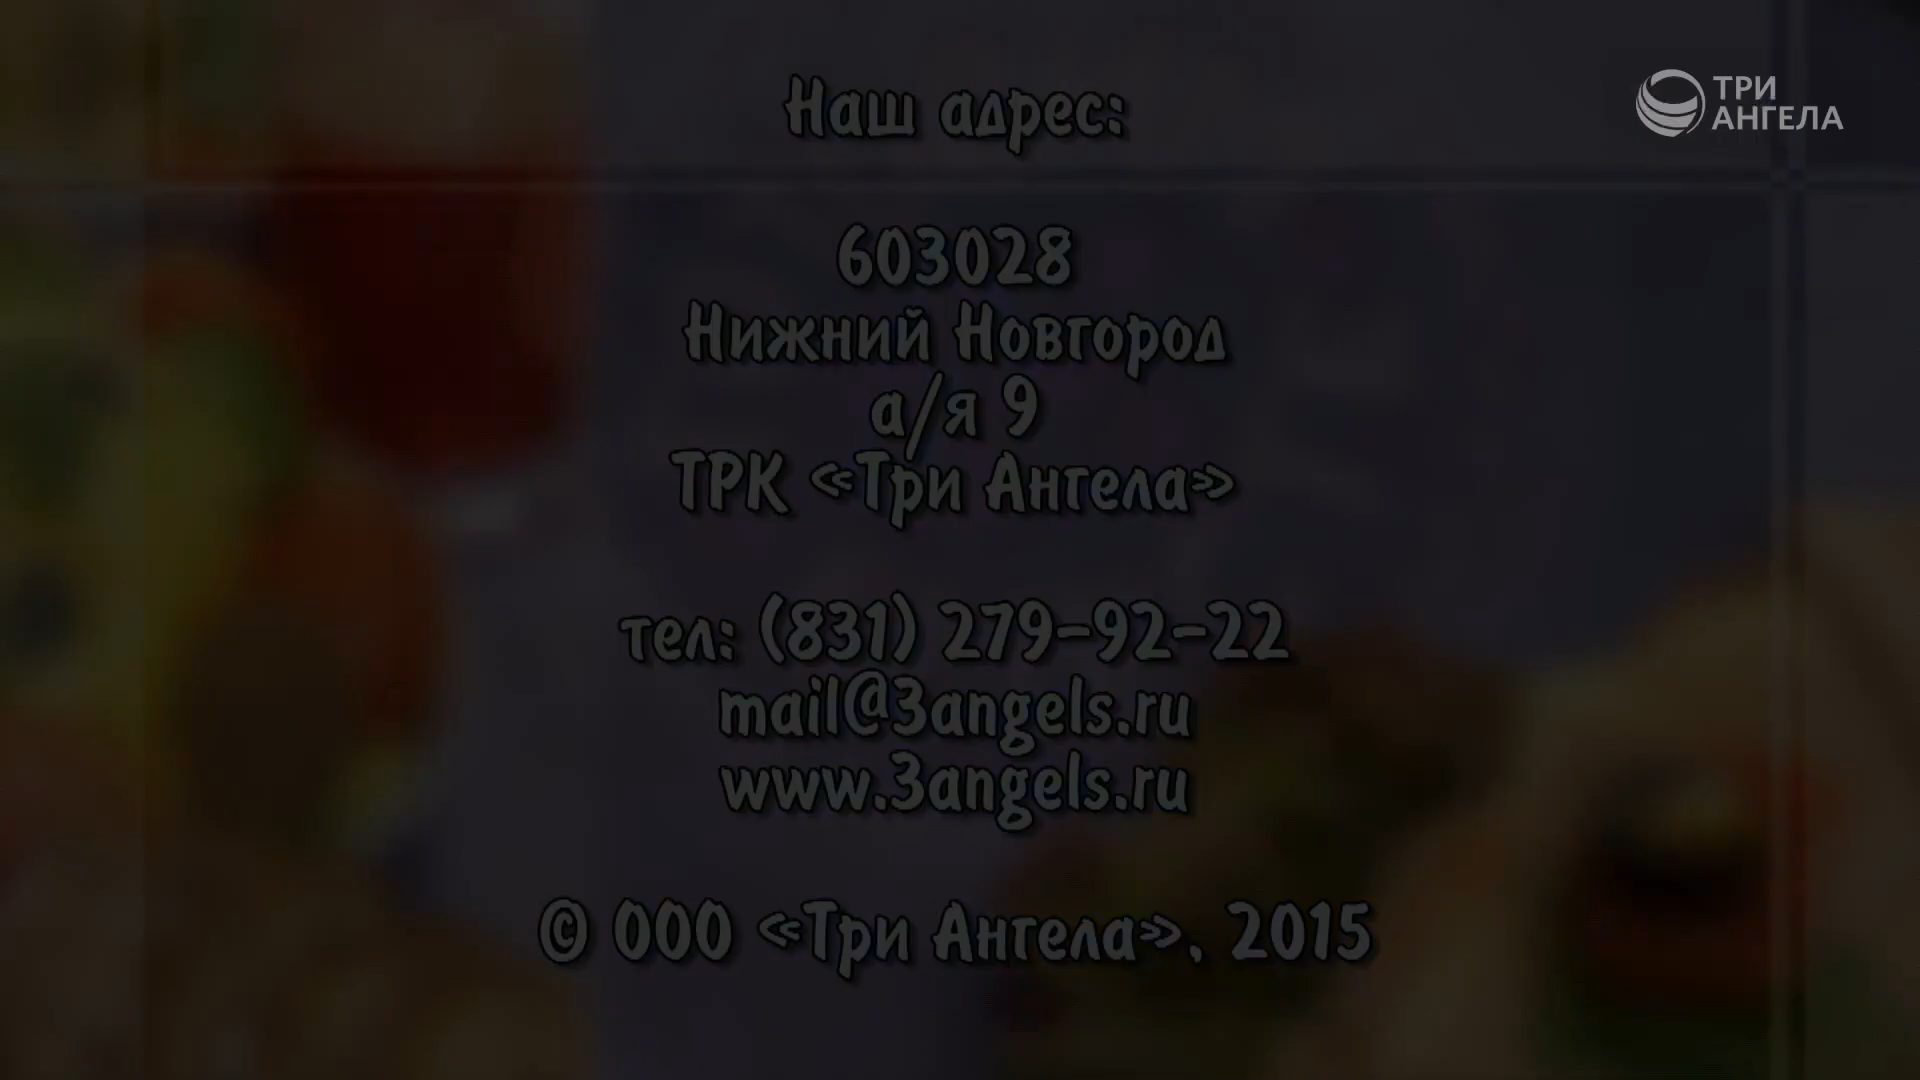 ТРИ
АНГЕЛА
Наш адрес:
603028
Нижний Новгород
а/я 9
ТРК «Три Ангела»
тел: (831) 279-92-22
mail@3angels.ru
www.3angels.ru
© ООО «Три Ангела», 2015